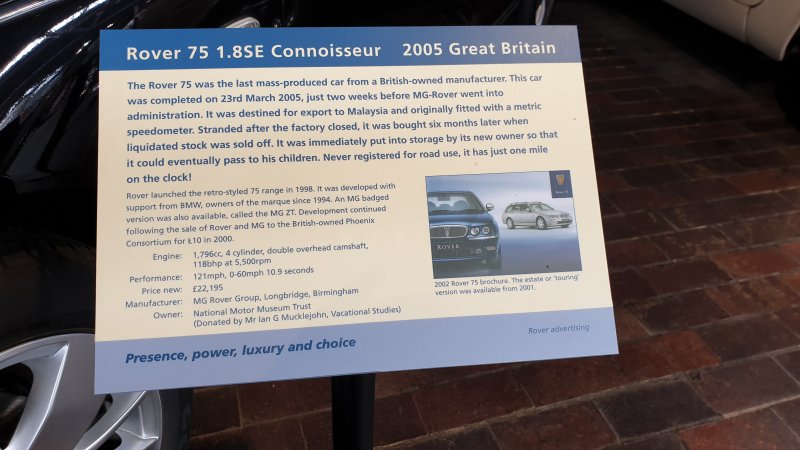 Rover 75 1.8SE Connoisseur 2005 Great Britain
The Rover 75 was the last mass-produced car from a British-owned manufacturer. This car
was completed on 23rd March 2005, just two weeks before MG-Rover went into
administration. It was destined for export to Malaysia and originally fitted with a metric
speedometer. Stranded after the factory closed, it was bought six months later when
liquidated stock was sold off. It was immediately put into storage by its new owner so that
it could eventually pass to his children. Never registered for road use, it has just one mile
on the clock!
Rover launched the retro-styled 75 range in 1998. It was developed with
support from BMW, owners of the marque since 1994. An MG badged
version was also available, called the MG ZT. Development continued
following the sale of Rover and MG to the British-owned Phoenix
Consortium for Ł10 in 2000.
Engine: 1,796cc, 4 cylinder, double overhead camshaft,
118bhp at 5,500rpm
Performance: 121mph, 0-60mph 10.9 seconds
Price new: £22,195
Manufacturer: MG Rover Group, Longbridge, Birmingham
Owner: National Motor Museum Trust
(Donated by Mr Ian G Mucklejohn, Vacational Studies)
ROVER
2002 Rover 75 brochure. The estate or 'tourer'
version was available from 2001.
Presence, power, luxury and choice
Rover advertising